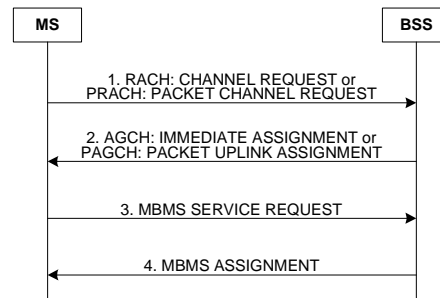 MS
BSS
1. RACH: CHANNEL REQUEST or
PRACH: PACKET CHANNEL REQUEST
2. AGCH: IMMEDIATE ASSIGNMENT or
PAGCH: PACKET UPLINK ASSIGNMENT
3. MBMS SERVICE REQUEST
4. MBMS ASSIGNMENT